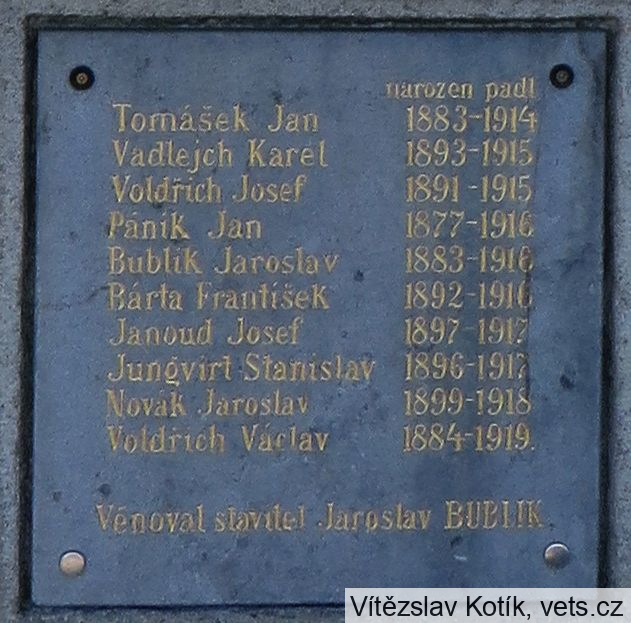 narozen padl
Tomášek Jan 1883-1914
Vadlejch Karel 1893-1915
Voldřich Josef 1891-1915
Páník Jan 1877-1916
Bublík Jaroslav 1883-1916
Bárta František 1892-1916
Janoud Josef 1897-1917
Jungvirt Stanislav 1896-1917
Novák Jaroslav 1899-1918
Voldřich Václav 1884-1919.
Věnoval stavitel Jaroslav BUBLÍK
Vítězslav Kotík, vets.cz